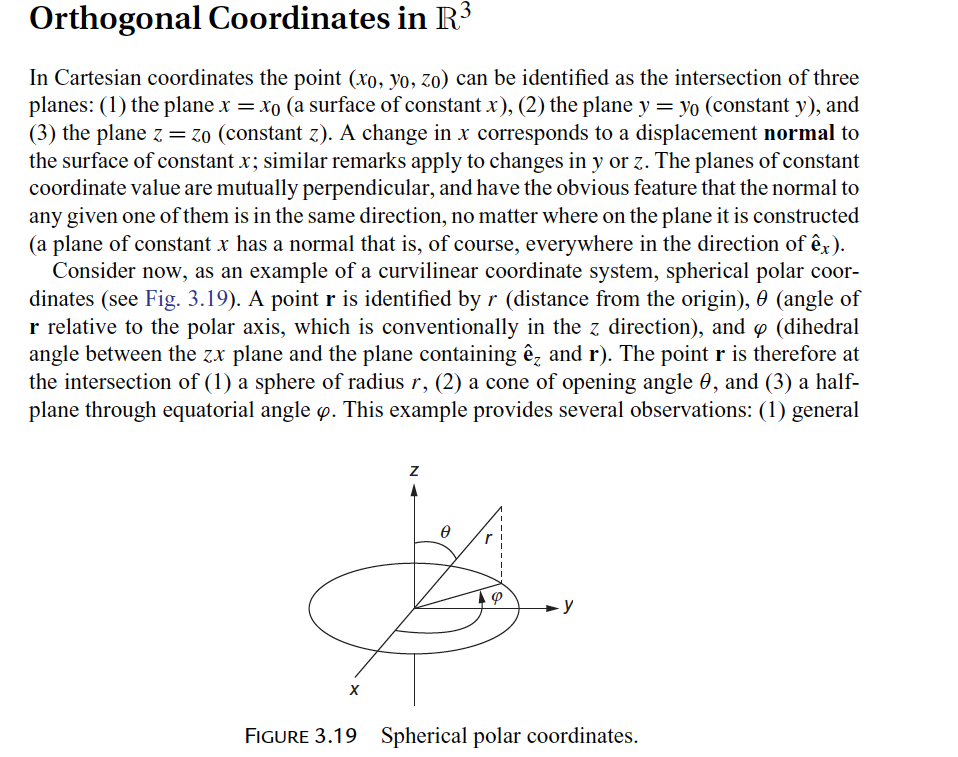 Orthogonal Coordinates in ℝ³
In Cartesian coordinates the point (x₀, y₀, z₀) can be identified as the intersection of three
planes: (1) the plane x = x₀ (a surface of constant x), (2) the plane y = y₀ (constant y), and
(3) the plane z = z₀ (constant z). A change in x corresponds to a displacement normal to
the surface of constant x; similar remarks apply to changes in y or z. The planes of constant
coordinate value are mutually perpendicular, and have the obvious feature that the normal to
any given one of them is in the same direction, no matter where on the plane it is constructed
(a plane of constant x has a normal that is, of course, everywhere in the direction of êₓ).
Consider now, as an example of a curvilinear coordinate system, spherical polar coor-
dinates (see Fig. 3.19). A point r is identified by r (distance from the origin), θ (angle of
r relative to the polar axis, which is conventionally in the z direction), and φ (dihedral
angle between the zx plane and the plane containing ê_z and r). The point r is therefore at
the intersection of (1) a sphere of radius r, (2) a cone of opening angle θ, and (3) a half-
plane through equatorial angle φ. This example provides several observations: (1) general
z
θ
r
φ
y
x
FIGURE 3.19 Spherical polar coordinates.